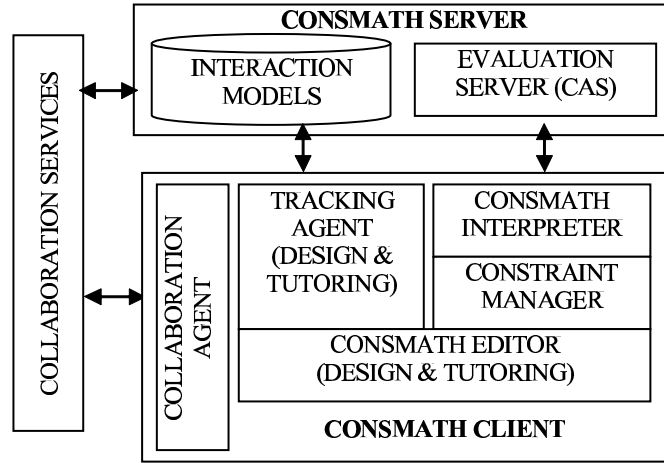 CONSMATH SERVER
INTERACTION
MODELS
EVALUATION
SERVER (CAS)
COLLABORATION SERVICES
COLLABORATION
AGENT
TRACKING
AGENT
(DESIGN &
TUTORING)
CONSMATH
INTERPRETER
CONSTRAINT
MANAGER
CONSMATH EDITOR
(DESIGN & TUTORING)
CONSMATH CLIENT